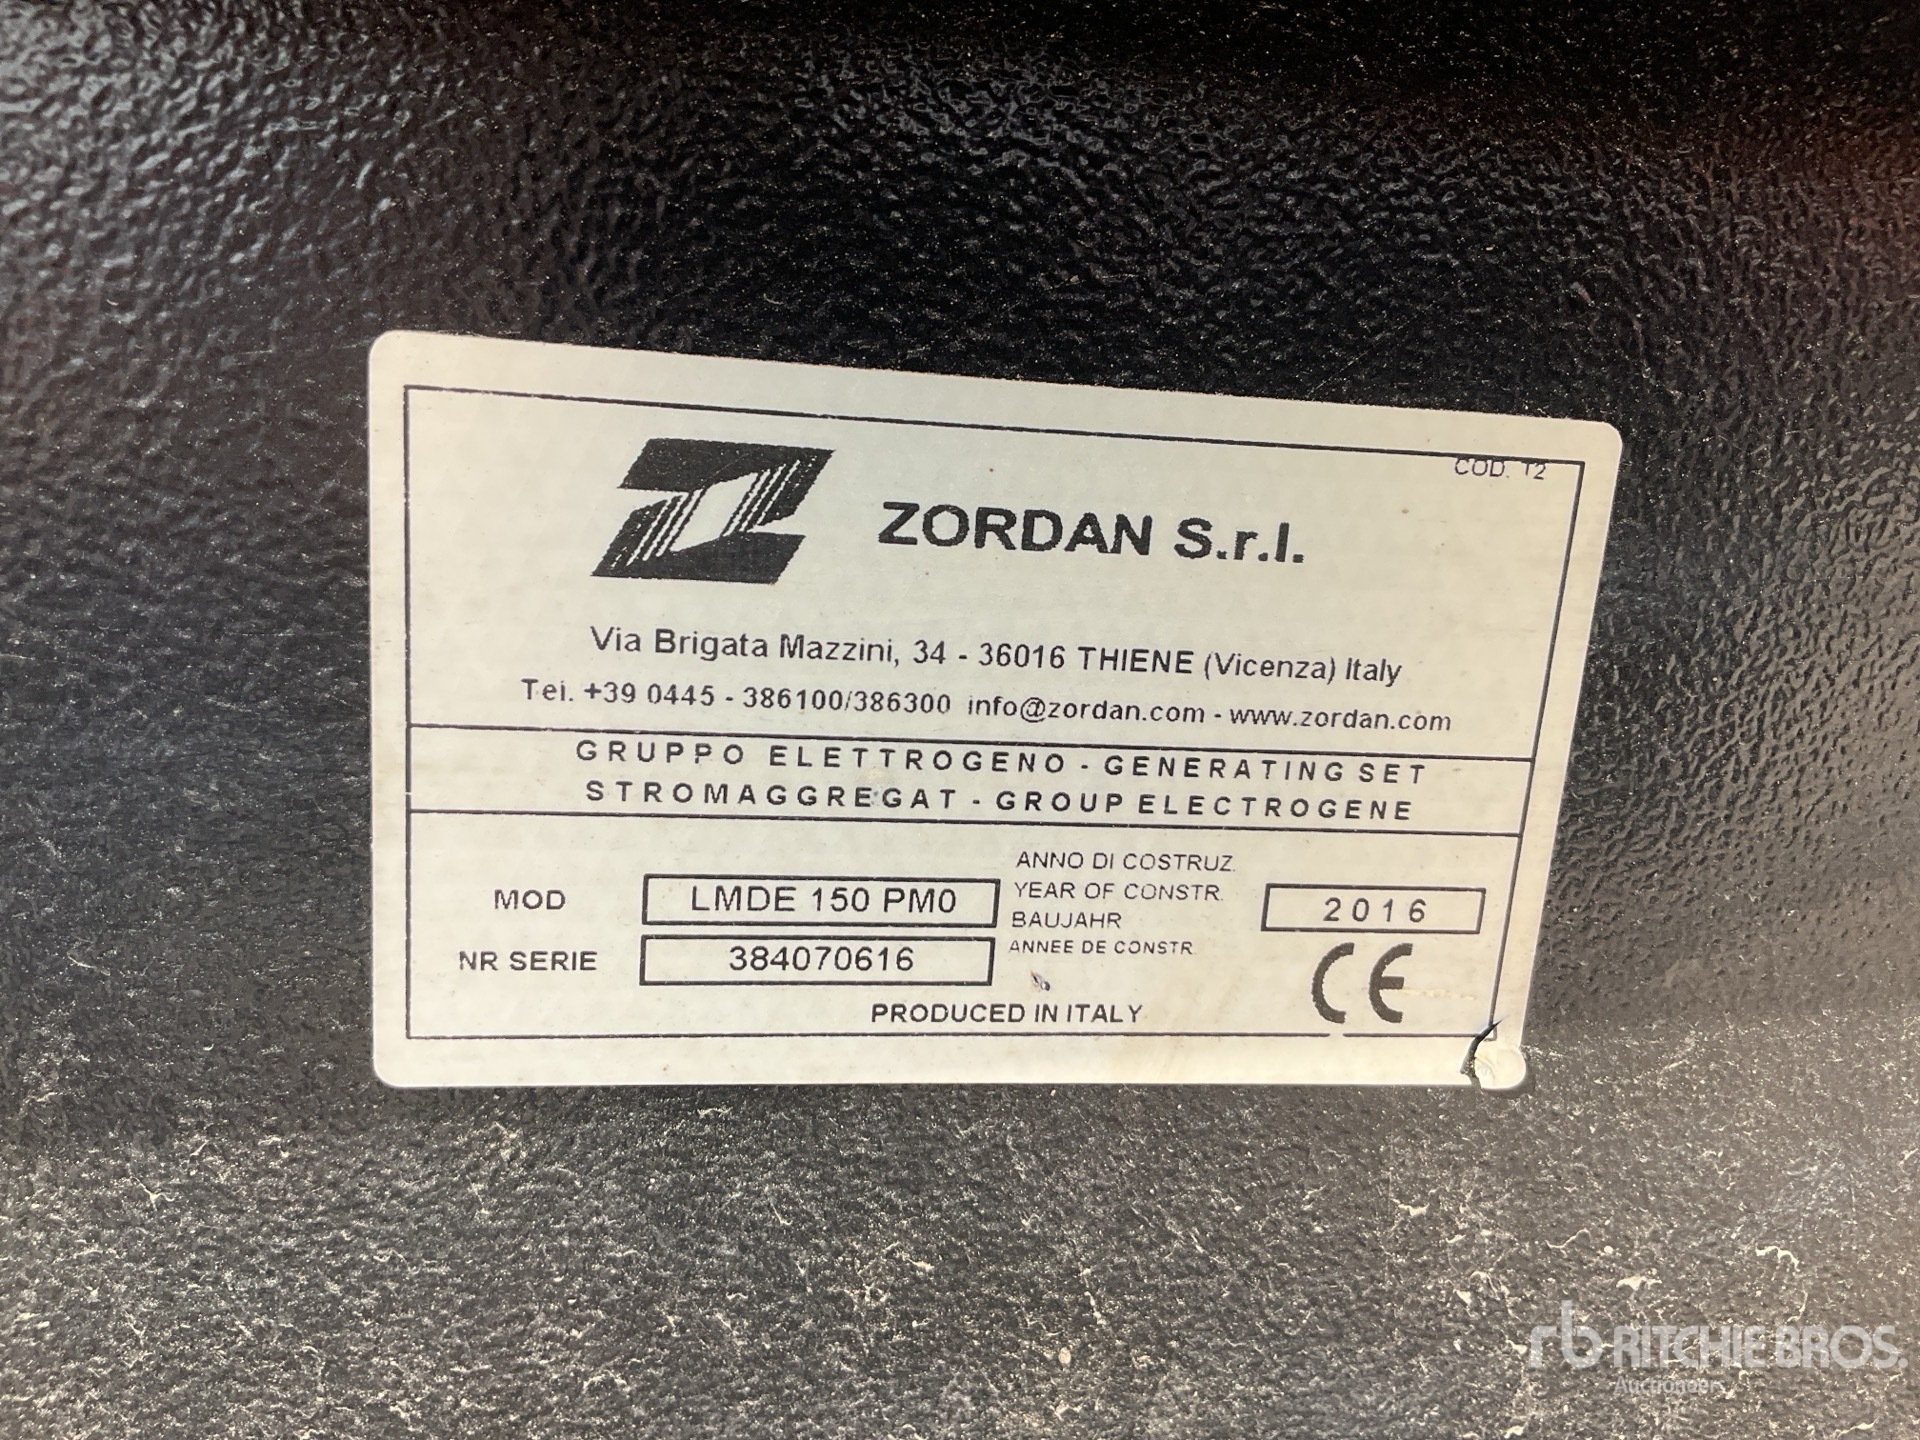 COD. T2
ZORDAN S.r.l.
Via Brigata Mazzini, 34 - 36016 THIENE (Vicenza) Italy
Tel. +39 0445 - 386100/386300 info@zordan.com - www.zordan.com
GRUPPO ELETTROGENO - GENERATING SET
STROMAGGREGAT - GROUP ELECTROGENE
MOD LMDE 150 PM0
NR SERIE 384070616
ANNO DI COSTRUZ.
YEAR OF CONSTR.
BAUJAHR
ANNEE DE CONSTR.
2016
CE
PRODUCED IN ITALY
rb RITCHIE BROS.
Auctioneers